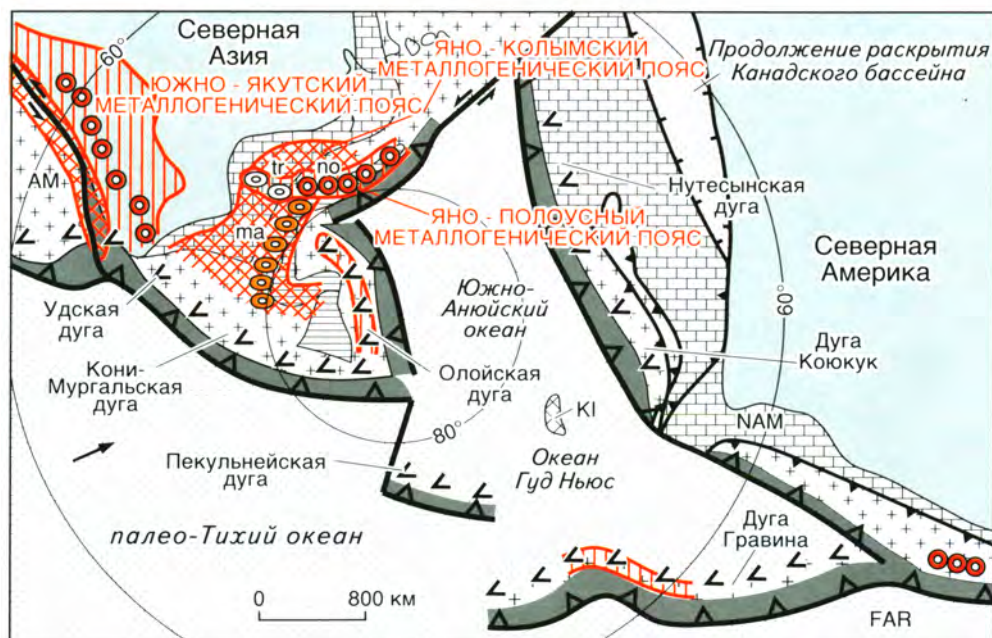 60°
Северная
Азия
ЯНО - КОЛЫМСКИЙ
МЕТАЛЛОГЕНИЧЕСКИЙ ПОЯС
ЮЖНО - ЯКУТСКИЙ
МЕТАЛЛОГЕНИЧЕСКИЙ ПОЯС
Продолжение раскрытия
Канадского бассейна
AM
tr
no
ma
Нутесынская
дуга
ЯНО - ПОЛОУСНЫЙ
МЕТАЛЛОГЕНИЧЕСКИЙ ПОЯС
Северная
Америка
Удская
дуга
Южно-
Анюйский
океан
60°
Дуга
Коюкук
Кони-
Мургальская
дуга
Олойская
дуга
KI
NAM
80°
Пекульнейская
дуга
Океан
Гуд Ньюс
палео-Тихий океан
Дуга
Гравина
0
800 км
FAR